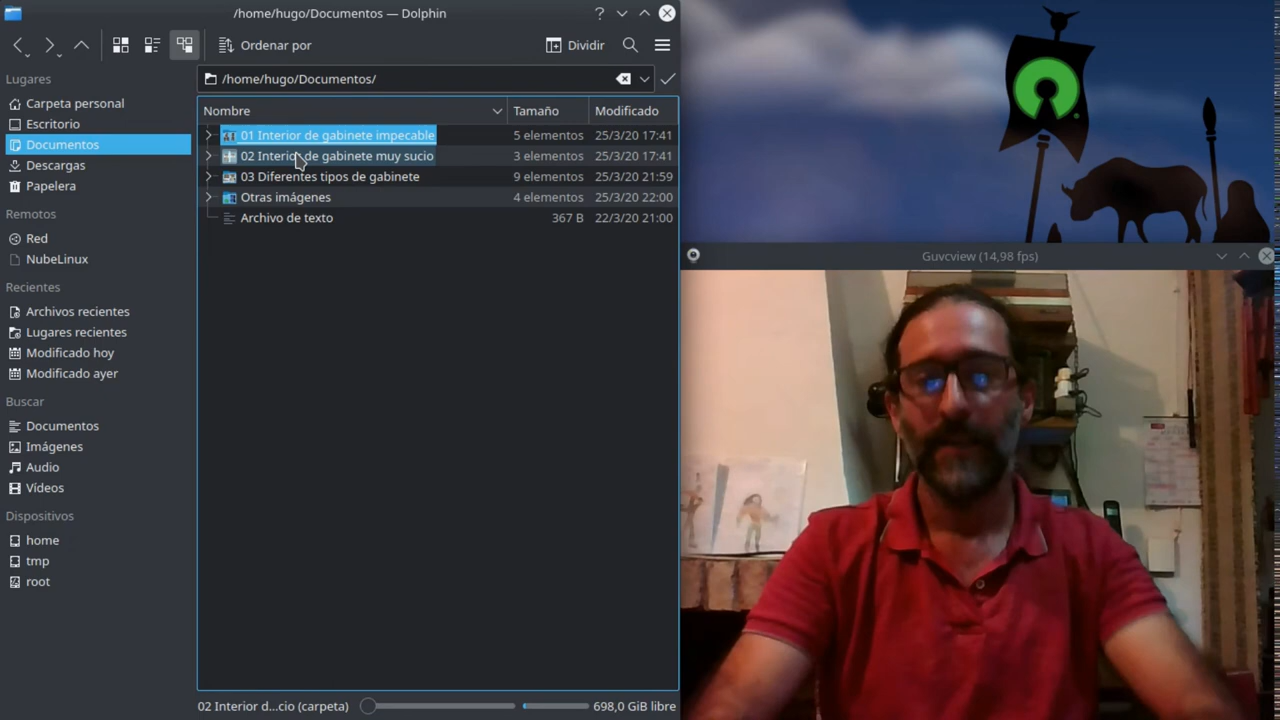 /home/hugo/Documentos — Dolphin
?
Ordenar por
Dividir
Lugares
/home/hugo/Documentos/
Carpeta personal
Escritorio
Documentos
Descargas
Papelera
Remotos
Red
NubeLinux
Recientes
Archivos recientes
Lugares recientes
Modificado hoy
Modificado ayer
Buscar
Documentos
Imágenes
Audio
Vídeos
Dispositivos
home
tmp
root
Nombre Tamaño Modificado
01 Interior de gabinete impecable 5 elementos 25/3/20 17:41
02 Interior de gabinete muy sucio 3 elementos 25/3/20 17:41
03 Diferentes tipos de gabinete 9 elementos 25/3/20 21:59
Otras imágenes 4 elementos 25/3/20 22:00
Archivo de texto 367 B 22/3/20 21:00
02 Interior d...cio (carpeta) 698,0 GiB libre
Guvcview (14,98 fps)